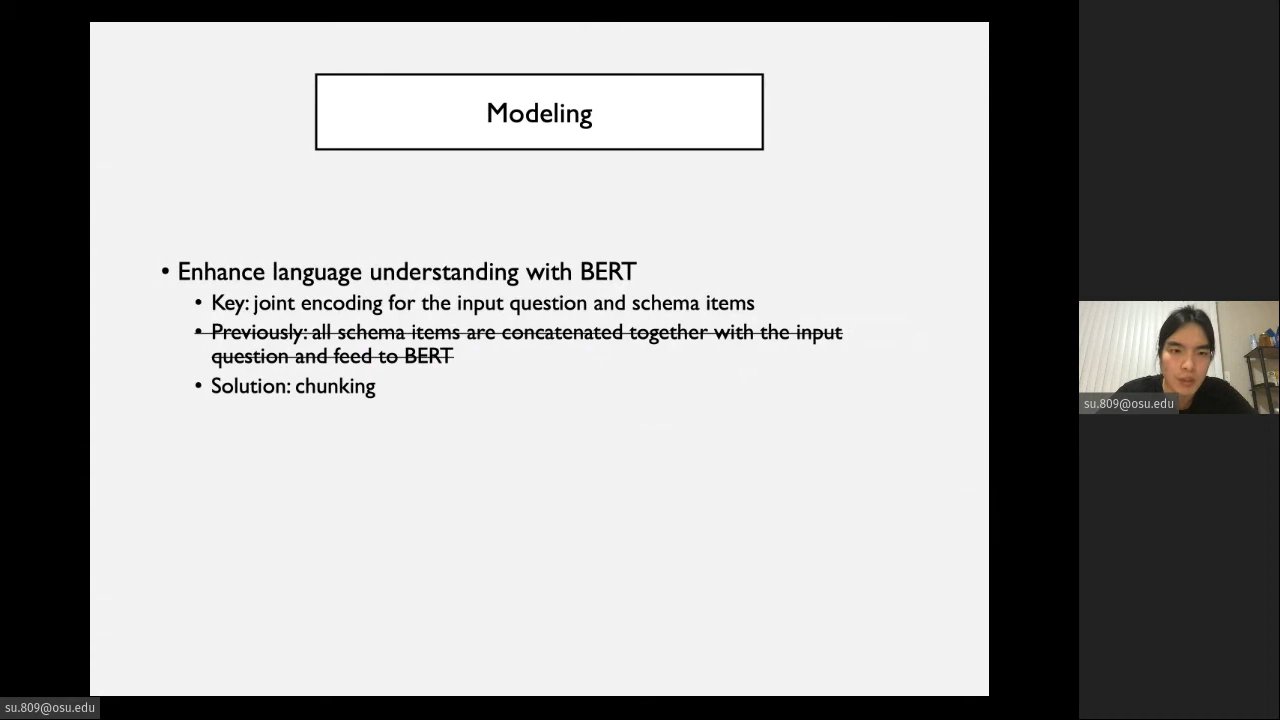 Modeling
• Enhance language understanding with BERT
• Key: joint encoding for the input question and schema items
• Previously: all schema items are concatenated together with the input
question and feed to BERT
• Solution: chunking
su.809@osu.edu
su.809@osu.edu